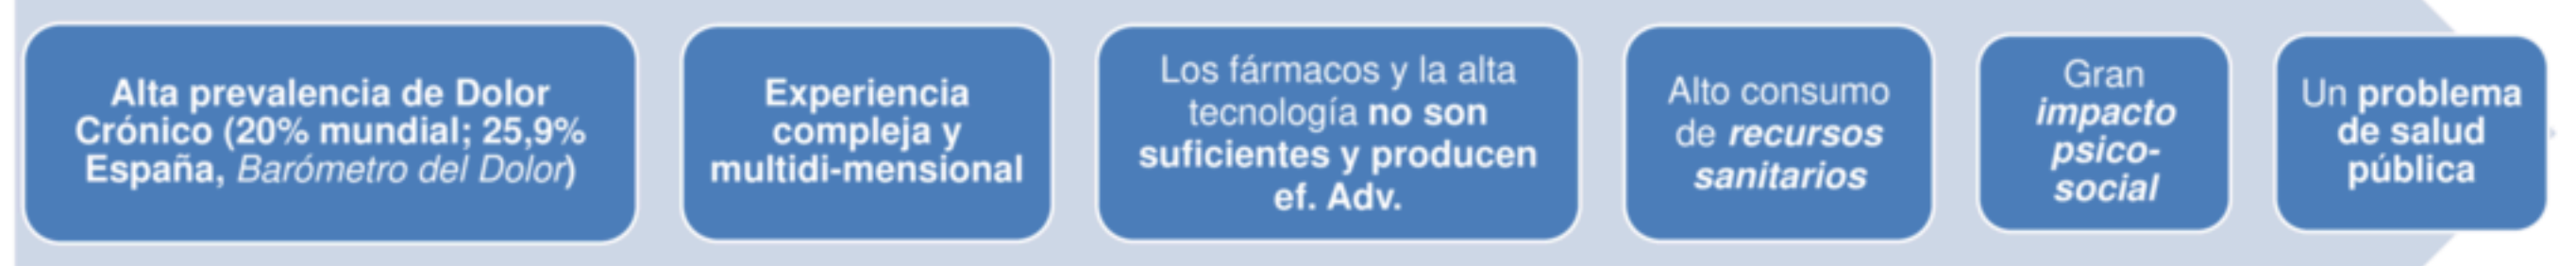 Alta prevalencia de Dolor
Crónico (20% mundial; 25,9%
España, Barómetro del Dolor)
Experiencia
compleja y
multidi-mensional
Los fármacos y la alta
tecnología no son
suficientes y producen
ef. Adv.
Alto consumo
de recursos
sanitarios
Gran
impacto
psico-
social
Un problema
de salud
pública